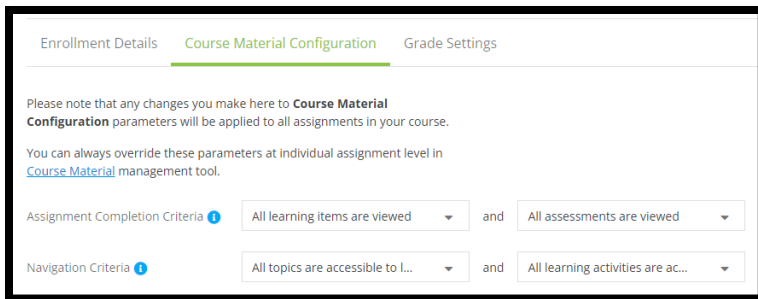 Enrollment Details Course Material Configuration Grade Settings
Please note that any changes you make here to Course Material
Configuration parameters will be applied to all assignments in your course.
You can always override these parameters at individual assignment level in
Course Material management tool.
Assignment Completion Criteria All learning items are viewed and All assessments are viewed
Navigation Criteria All topics are accessible to l... and All learning activities are ac...